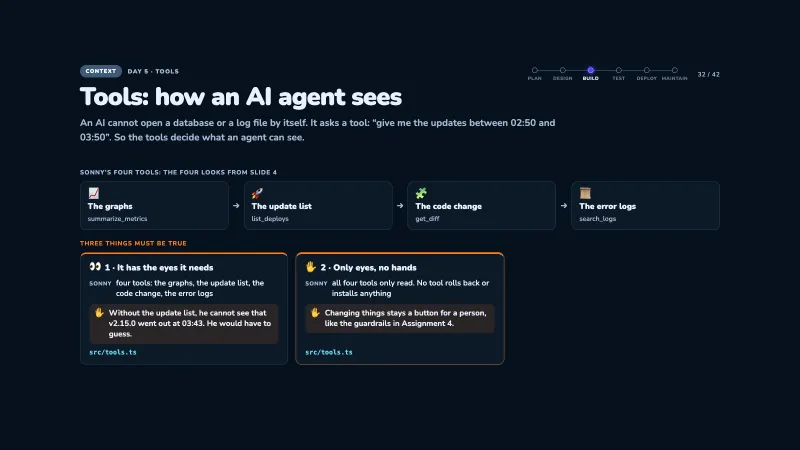 CONTEXT DAY 5 · TOOLS
PLAN DESIGN BUILD TEST DEPLOY MAINTAIN 32 / 42
Tools: how an AI agent sees
An AI cannot open a database or a log file by itself. It asks a tool: “give me the updates between 02:50 and
03:50”. So the tools decide what an agent can see.
SONNY'S FOUR TOOLS: THE FOUR LOOKS FROM SLIDE 4
The graphs
summarize_metrics
The update list
list_deploys
The code change
get_diff
The error logs
search_logs
THREE THINGS MUST BE TRUE
1 · It has the eyes it needs
SONNY four tools: the graphs, the update list, the
code change, the error logs
Without the update list, he cannot see that
v2.15.0 went out at 03:43. He would have to
guess.
src/tools.ts
2 · Only eyes, no hands
SONNY all four tools only read. No tool rolls back or
installs anything
Changing things stays a button for a person,
like the guardrails in Assignment 4.
src/tools.ts